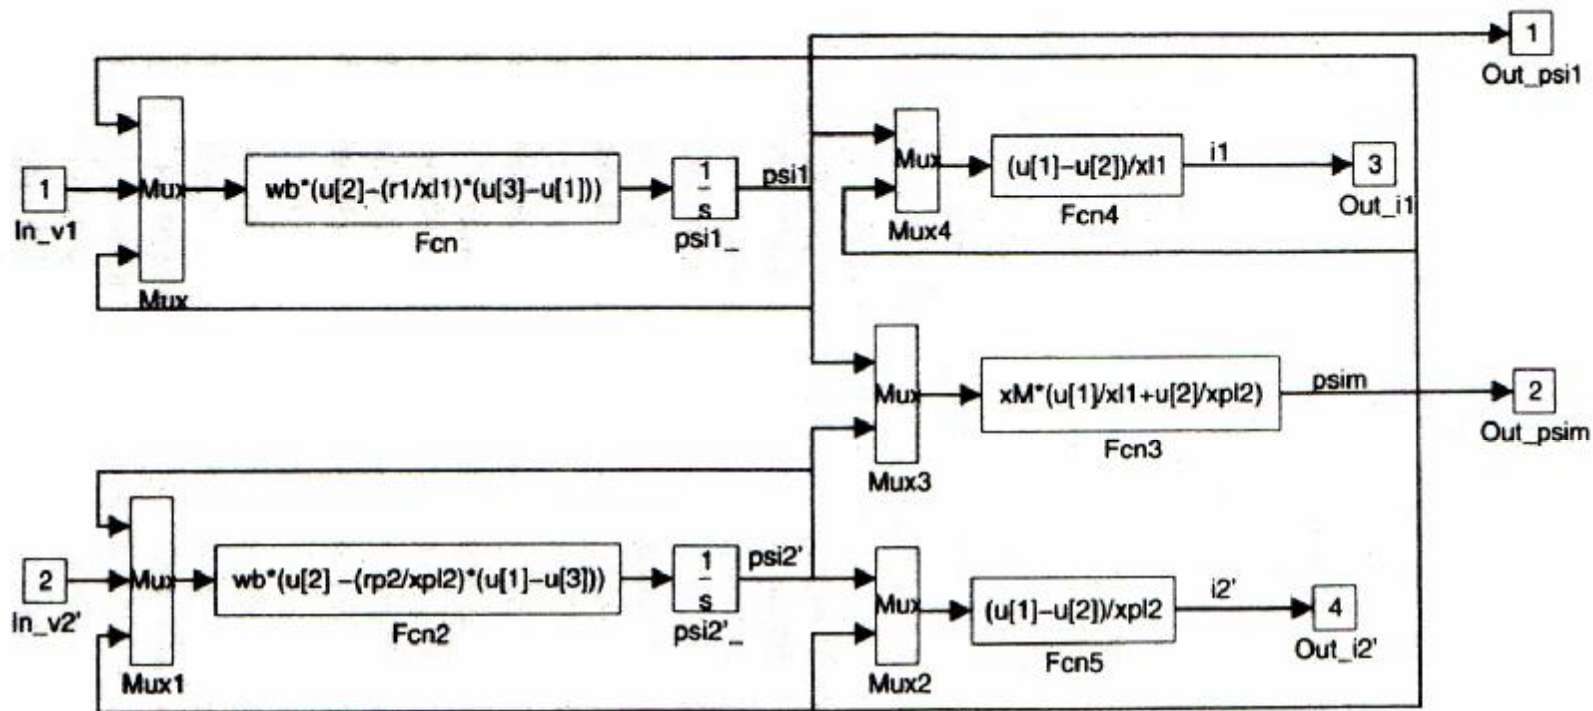 1
Out_psi1
1
In_v1
Mux
Mux
wb*(u[2]-(r1/xl1)*(u[3]-u[1]))
Fcn
1
s
psi1_
psi1
Mux
Mux4
(u[1]-u[2])/xl1
Fcn4
i1
3
Out_i1
Mux
Mux3
xM*(u[1]/xl1+u[2]/xpl2)
Fcn3
psim
2
Out_psim
2
In_v2'
Mux
Mux1
wb*(u[2] -(rp2/xpl2)*(u[1]-u[3]))
Fcn2
1
s
psi2'_
psi2'
Mux
Mux2
(u[1]-u[2])/xpl2
Fcn5
i2'
4
Out_i2'